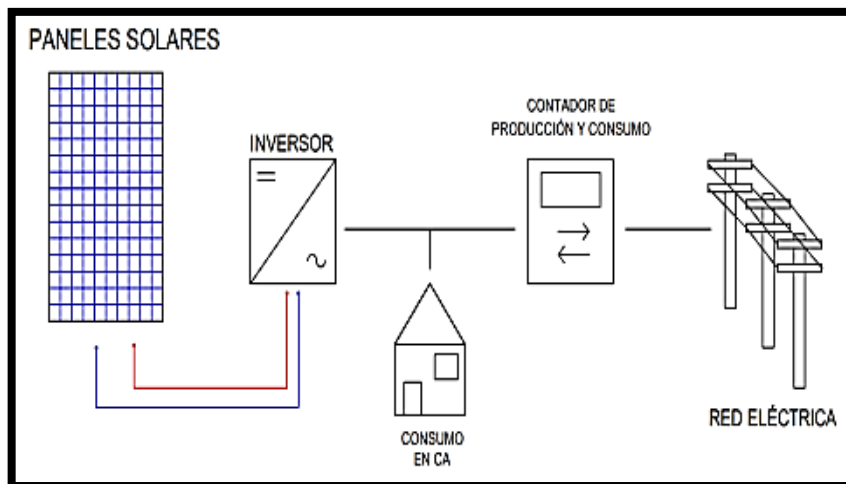 PANELES SOLARES
INVERSOR
CONTADOR DE
PRODUCCIÓN Y CONSUMO
CONSUMO
EN CA
RED ELÉCTRICA